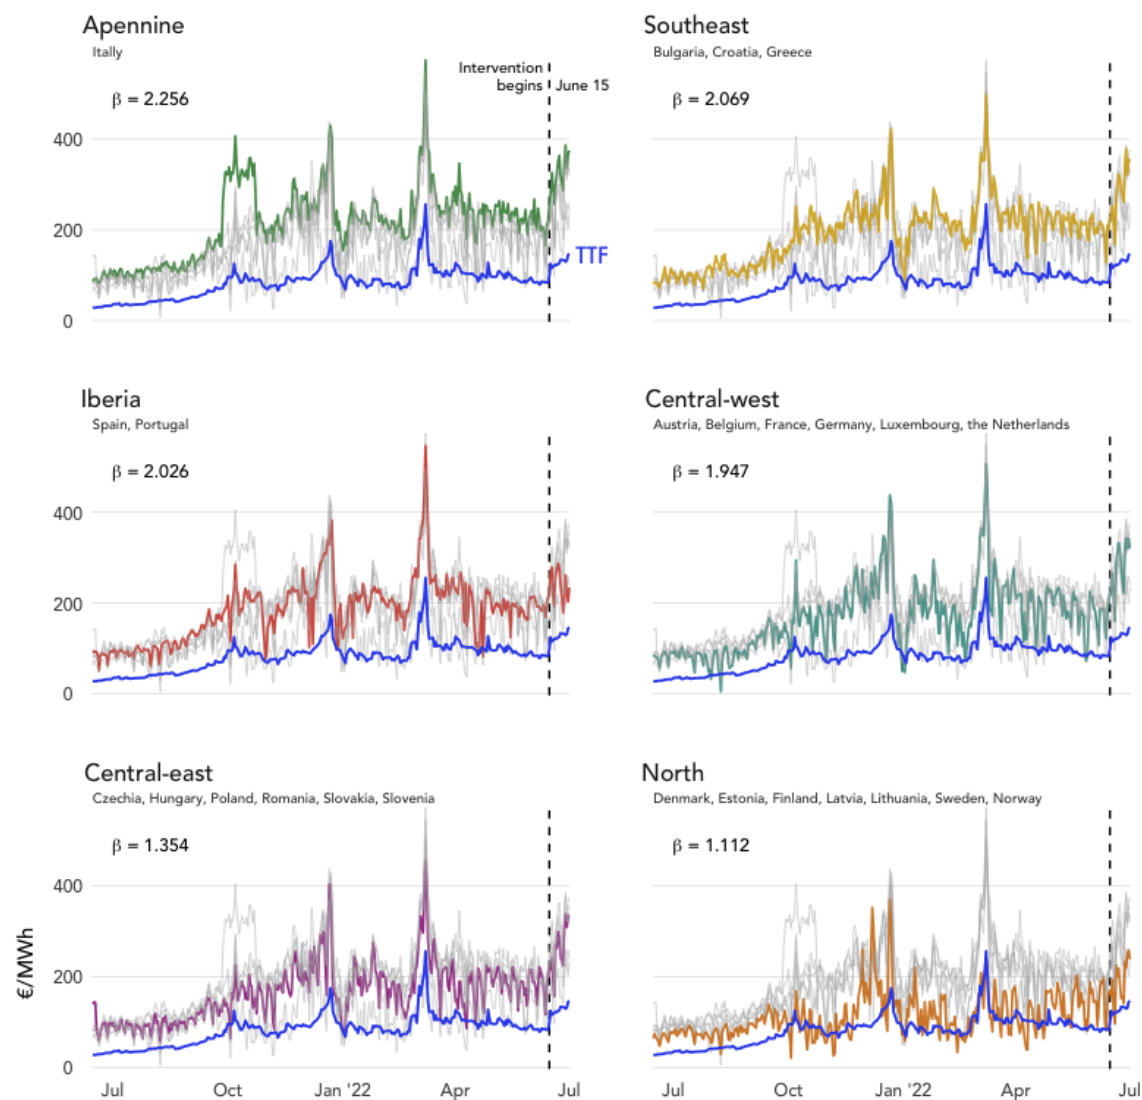 Apennine
Itally
Intervention
begins
June 15
β = 2.256
400
200
0
TTF
Southeast
Bulgaria, Croatia, Greece
β = 2.069
Iberia
Spain, Portugal
β = 2.026
400
200
0
Central-west
Austria, Belgium, France, Germany, Luxembourg, the Netherlands
β = 1.947
Central-east
Czechia, Hungary, Poland, Romania, Slovakia, Slovenia
β = 1.354
400
200
0
€/MWh
Jul Oct Jan '22 Apr Jul
North
Denmark, Estonia, Finland, Latvia, Lithuania, Sweden, Norway
β = 1.112
Jul Oct Jan '22 Apr Jul